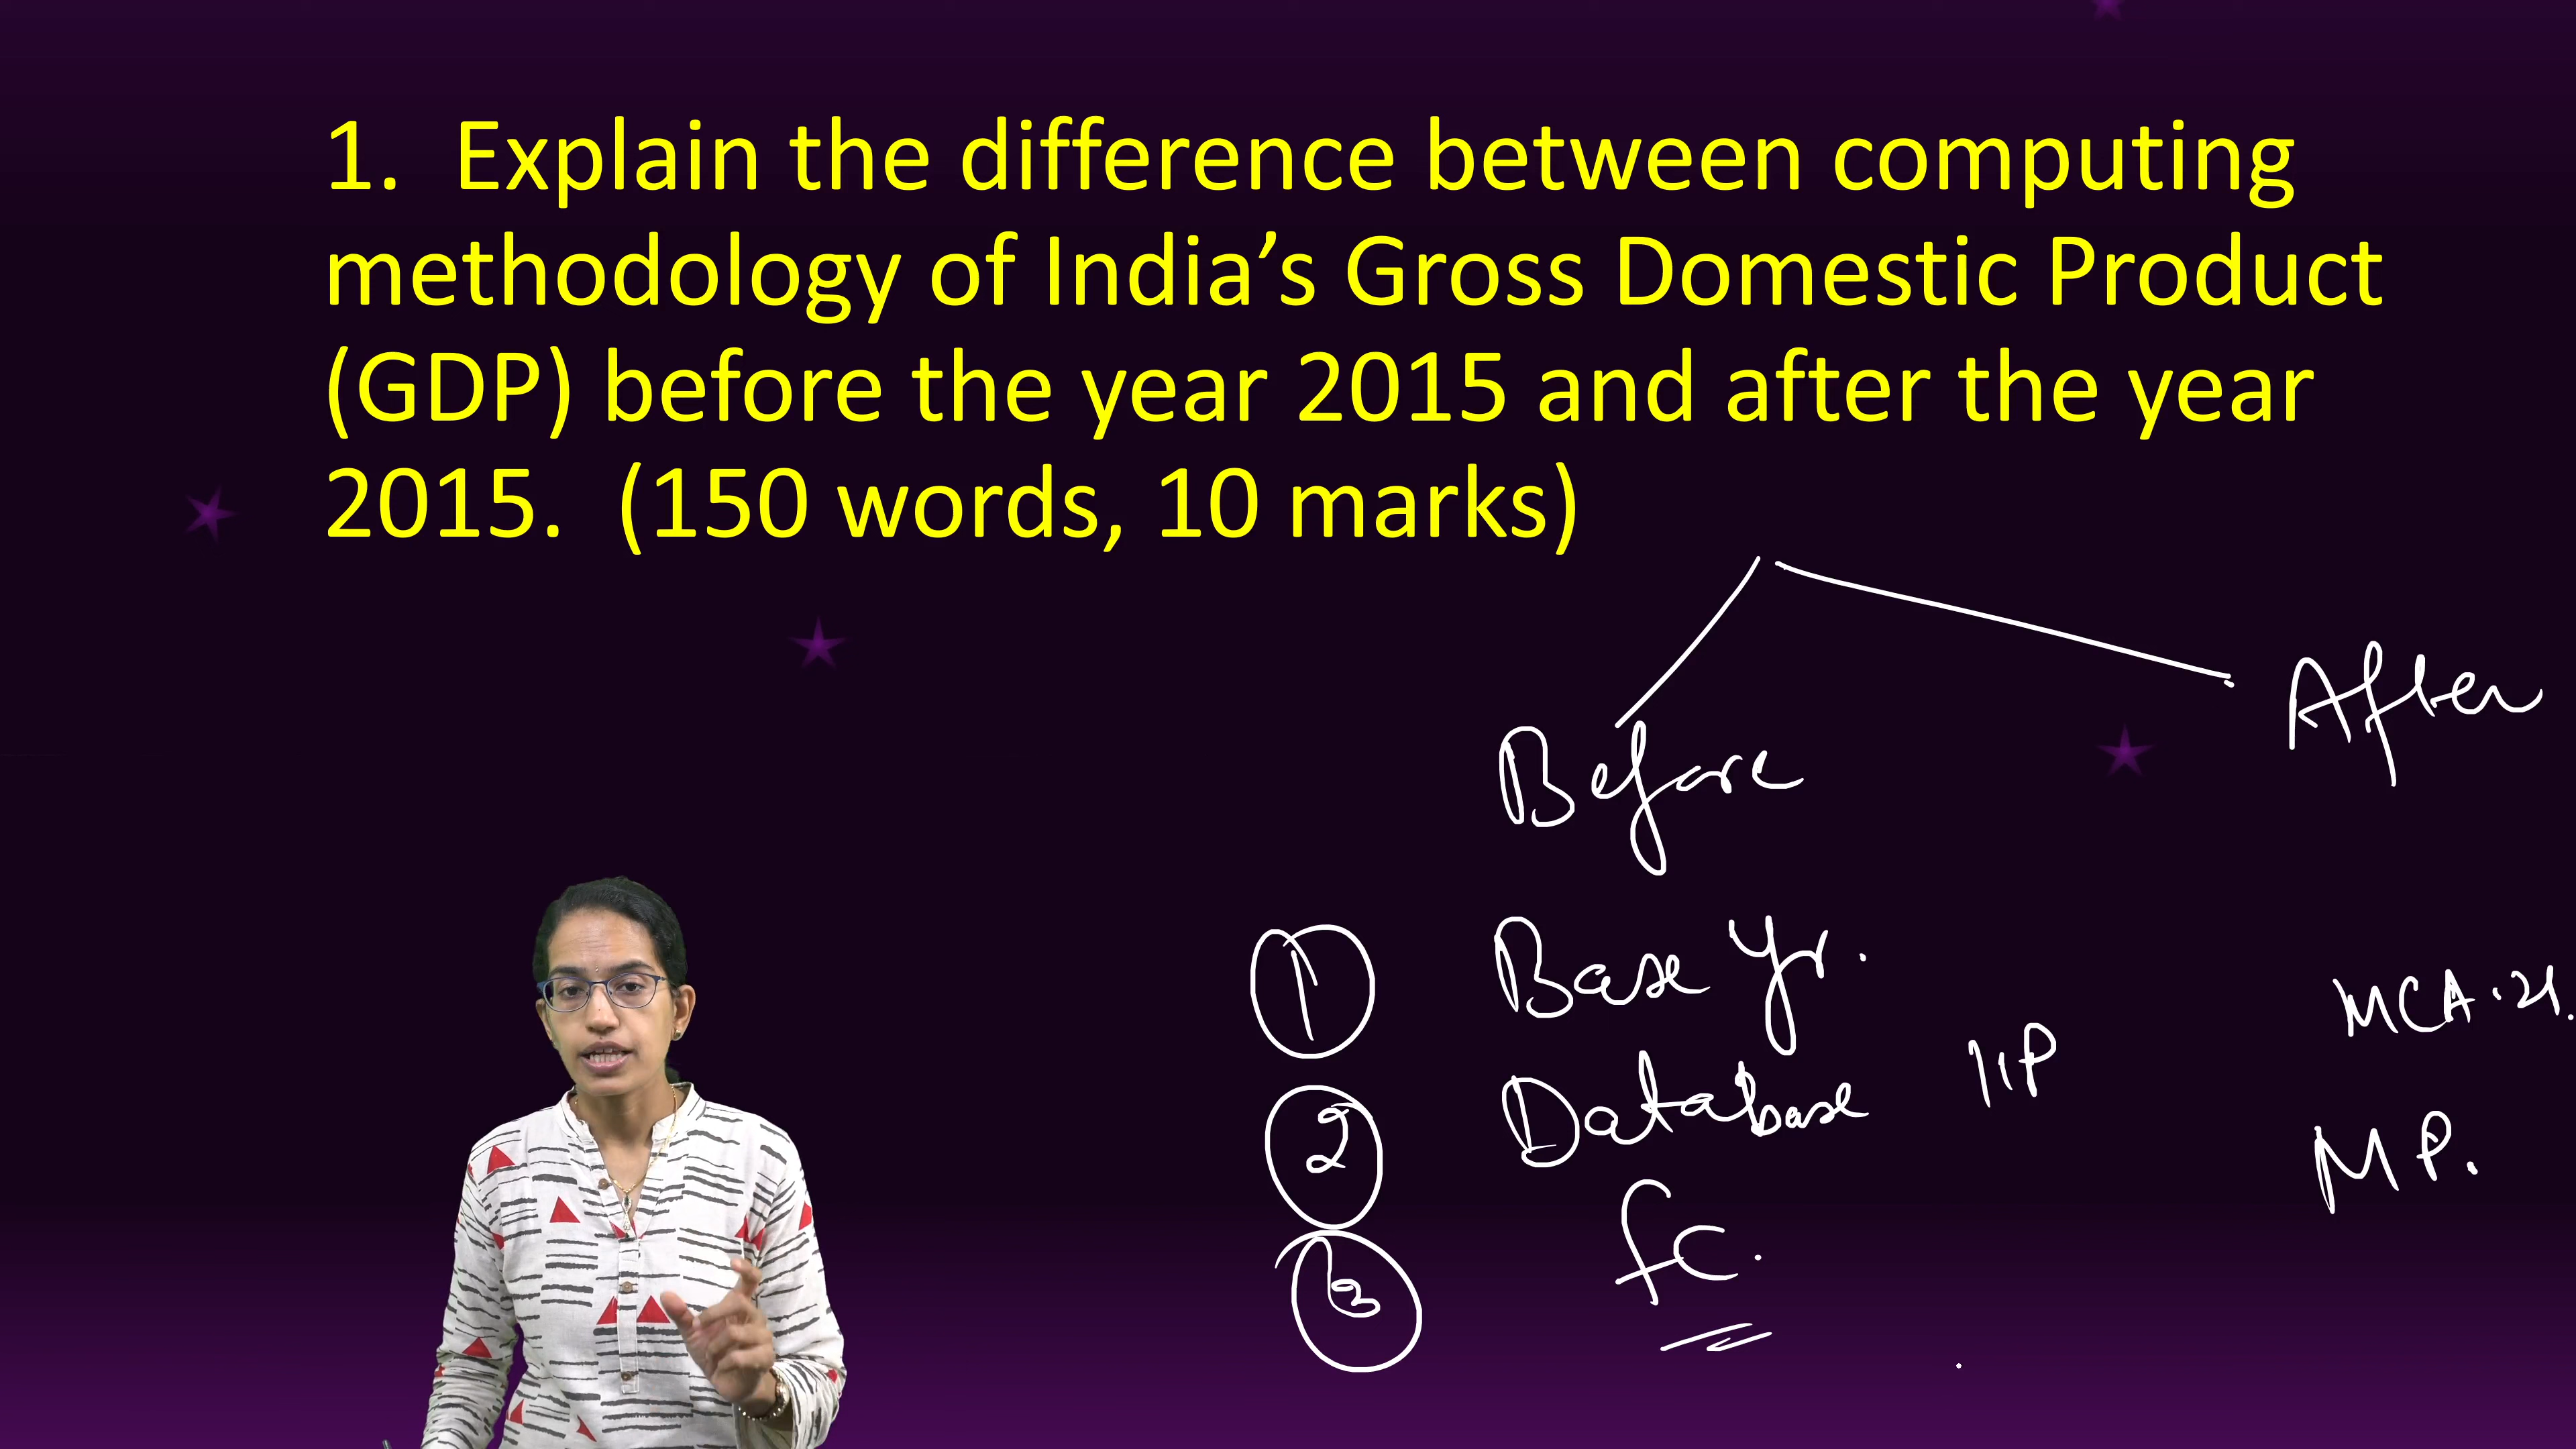 1. Explain the difference between computing
methodology of India’s Gross Domestic Product
(GDP) before the year 2015 and after the year
2015. (150 words, 10 marks)
Before After
1 Base Yr. MCA.21.
2 Database IIP MP.
3 fc.